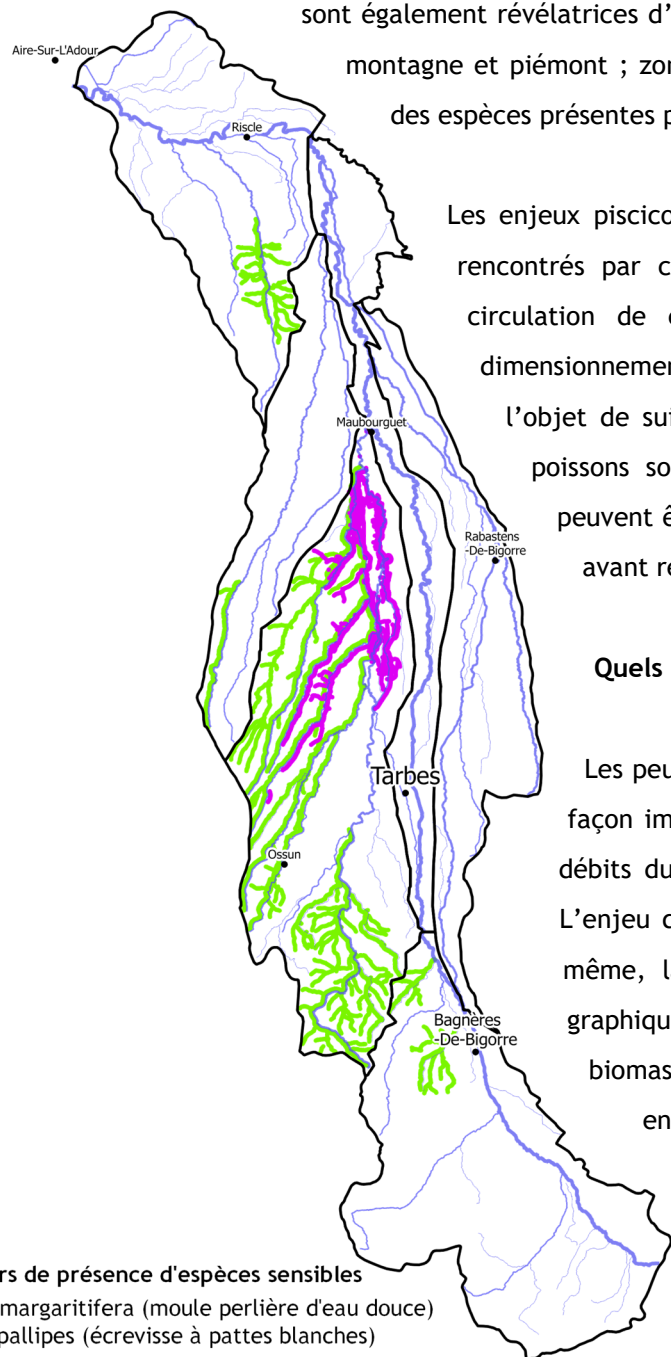 sont également révélatrices d’
montagne et piémont ; zon
des espèces présentes p
Les enjeux piscico
rencontrés par c
circulation de c
dimensionnemen
l’objet de sui
poissons so
peuvent ê
avant re
Quels
Les peu
façon im
débits du
L’enjeu d
même, l
graphiqu
biomas
en
Aire-Sur-L'Adour
Riscle
Maubourguet
Rabastens
-De-Bigorre
Tarbes
Ossun
Bagnères
-De-Bigorre
rs de présence d'espèces sensibles
margaritifera (moule perlière d'eau douce)
pallipes (écrevisse à pattes blanches)